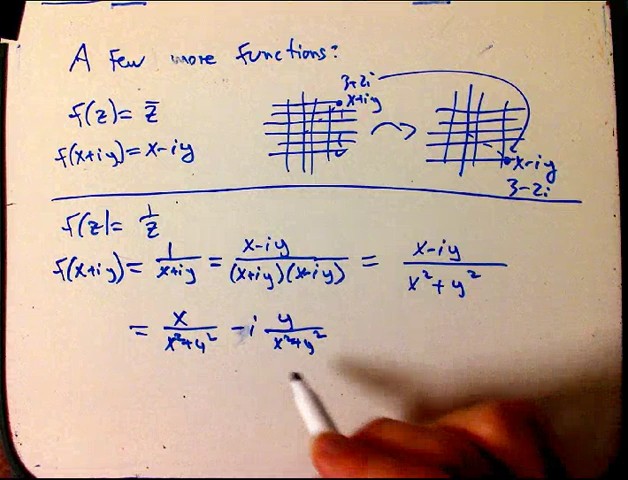 A Few more Functions:
f(z) = z̄
3+2i
x+iy
f(x+iy) = x-iy
x-iy
3-2i
f(z) = 1/z
f(x+iy) = 1/(x+iy) = (x-iy)/((x+iy)(x-iy)) = (x-iy)/(x²+y²)
= x/(x²+y²) - i y/(x²+y²)